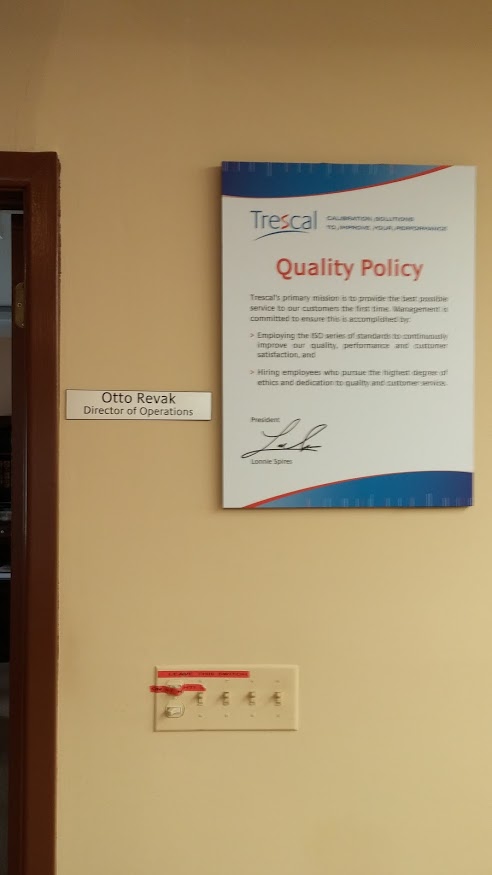 Trescal
CALIBRATION SOLUTIONS
TO IMPROVE YOUR PERFORMANCE
Quality Policy
Trescal's primary mission is to provide the best possible
service to our customers the first time. Management is
committed to ensure this is accomplished by:
> Employing the ISO series of standards to continuously
improve our quality, performance and customer
satisfaction, and
> Hiring employees who pursue the highest degree of
ethics and dedication to quality and customer service.
Otto Revak
Director of Operations
President
Lonnie Spires
LEAVE THIS SWITCH